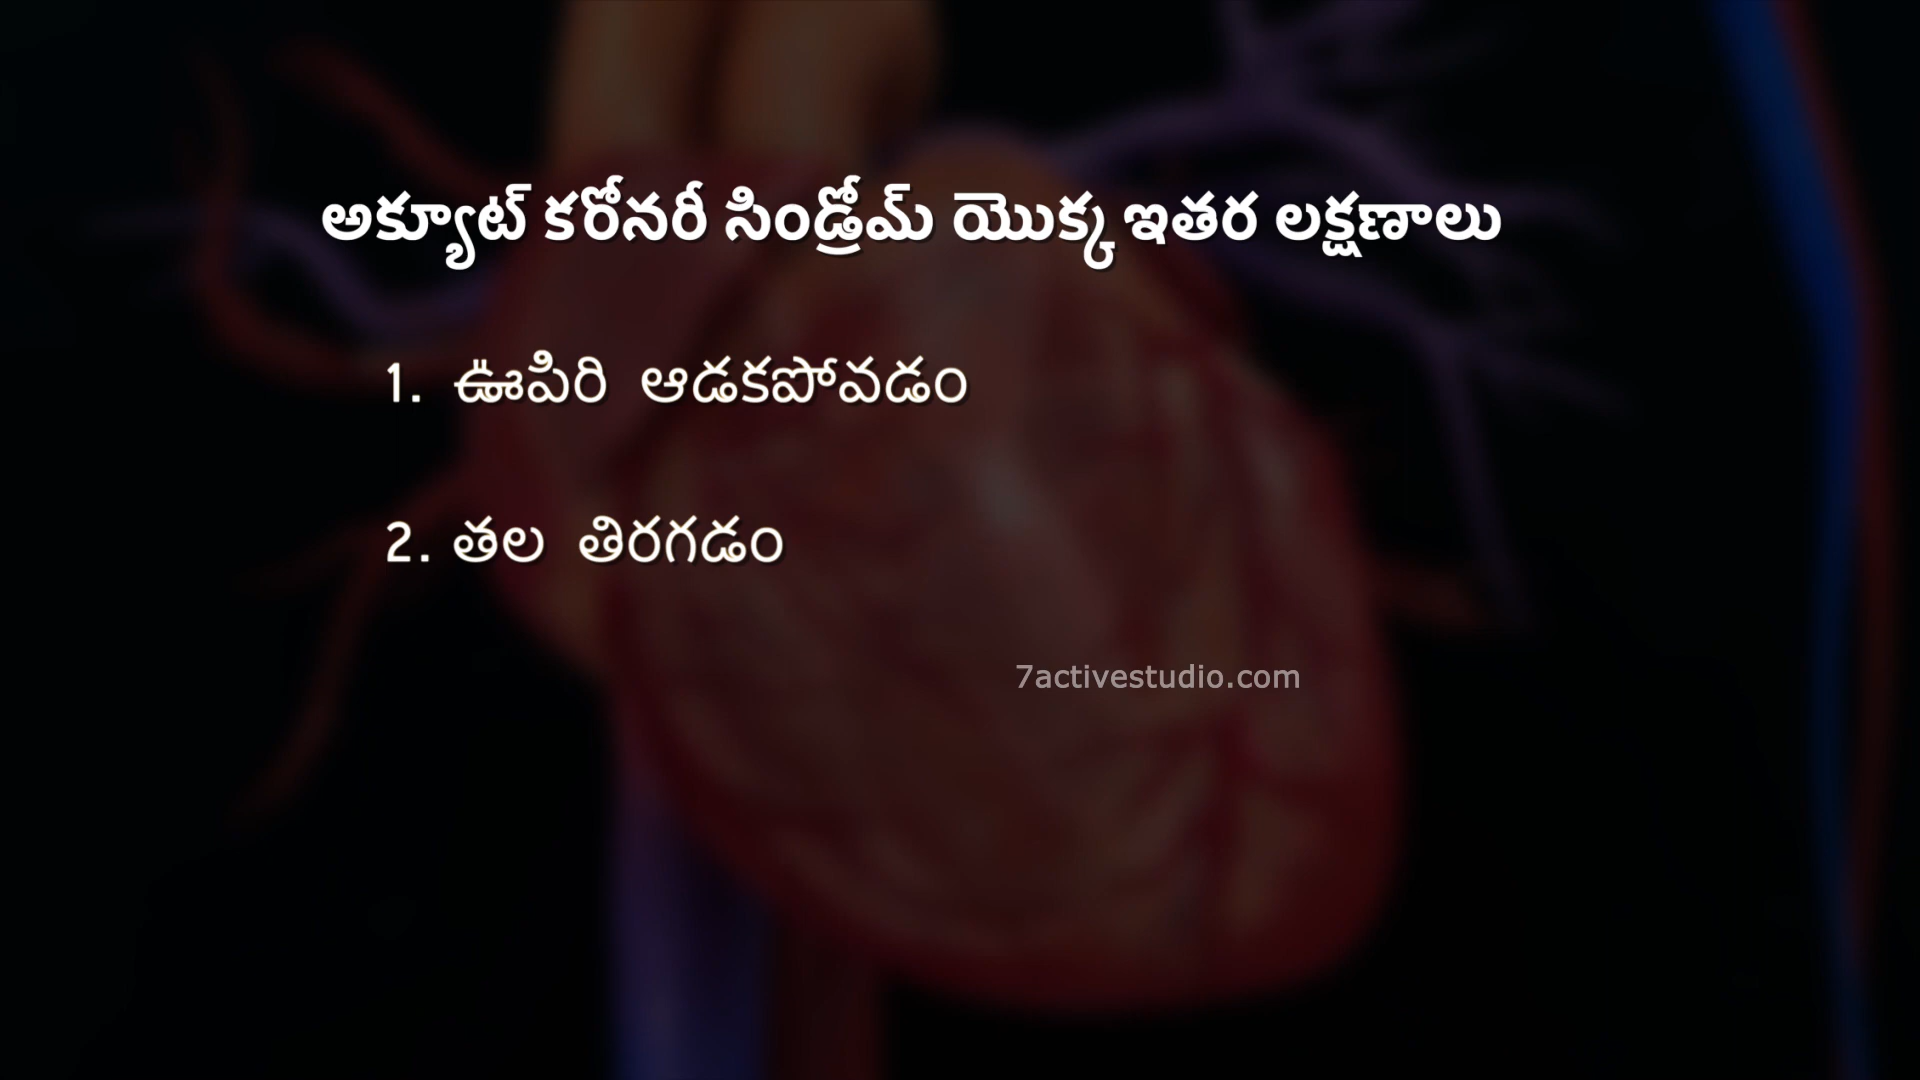 అక్యూట్ కరోనరీ సిండ్రోమ్ యొక్క ఇతర లక్షణాలు
1. ఊపిరి ఆడకపోవడం
2. తల తిరగడం
7activestudio.com